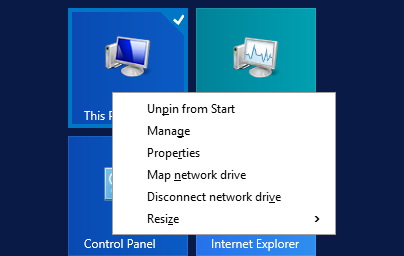 This P
Unpin from Start
Manage
Properties
Map network drive
Disconnect network drive
Resize
Control Panel
Internet Explorer